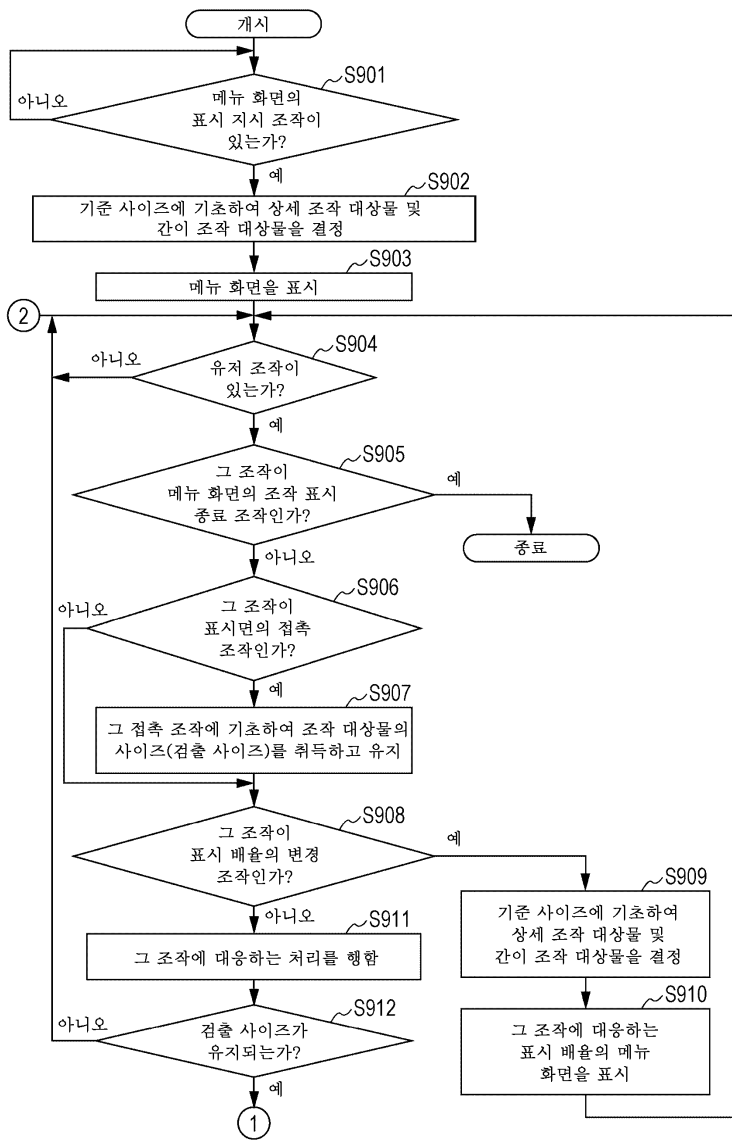 개시
S901
아니오
메뉴 화면의
표시 지시 조작이
있는가?
예
S902
기준 사이즈에 기초하여 상세 조작 대상물 및
간이 조작 대상물을 결정
S903
메뉴 화면을 표시
2
S904
아니오
유저 조작이
있는가?
예
S905
그 조작이
메뉴 화면의 조작 표시
종료 조작인가?
예
종료
아니오
S906
아니오
그 조작이
표시면의 접촉
조작인가?
예
S907
그 접촉 조작에 기초하여 조작 대상물의
사이즈(검출 사이즈)를 취득하고 유지
S908
그 조작이
표시 배율의 변경
조작인가?
예
S909
기준 사이즈에 기초하여
상세 조작 대상물 및
간이 조작 대상물을 결정
아니오
S911
그 조작에 대응하는 처리를 행함
S910
그 조작에 대응하는
표시 배율의 메뉴
화면을 표시
S912
아니오
검출 사이즈가
유지되는가?
예
1